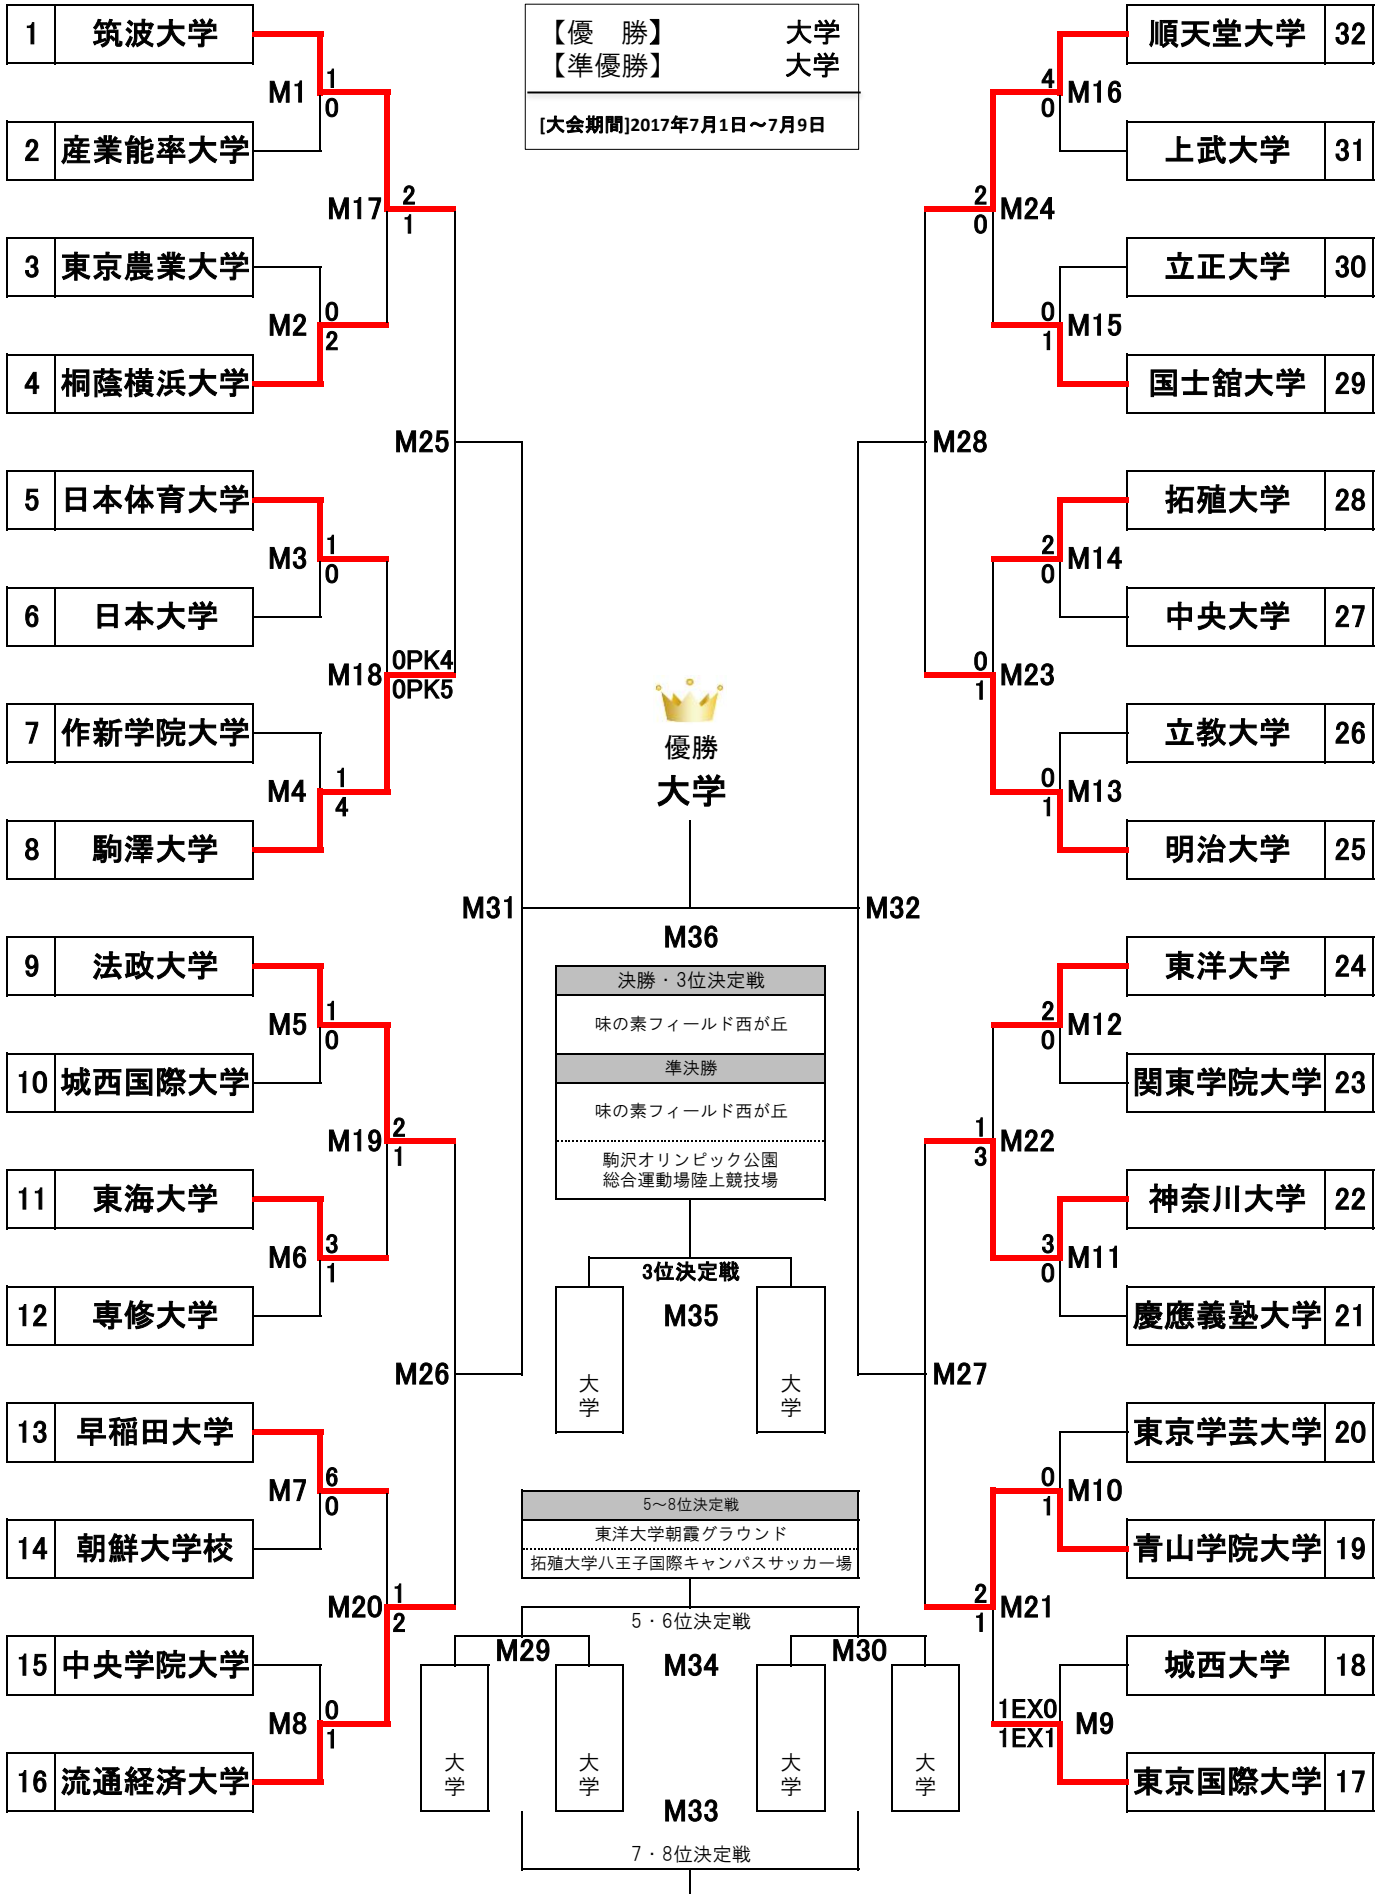 1 筑波大学
M1
1
0
2 産業能率大学
M17
2
1
3 東京農業大学
M2
0
2
4 桐蔭横浜大学
M25
5 日本体育大学
M3
1
0
6 日本大学
M18
0PK4
0PK5
7 作新学院大学
M4
1
4
8 駒澤大学
M31
9 法政大学
M5
1
0
10 城西国際大学
M19
2
1
11 東海大学
M6
3
1
12 専修大学
M26
13 早稲田大学
M7
6
0
14 朝鮮大学校
M20
1
2
15 中央学院大学
M8
0
1
16 流通経済大学
【優　勝】 大学
【準優勝】 大学
[大会期間]2017年7月1日～7月9日
優勝
大学
M36
決勝・3位決定戦
味の素フィールド西が丘
準決勝
味の素フィールド西が丘
駒沢オリンピック公園
総合運動場陸上競技場
3位決定戦
M35
大学
大学
5～8位決定戦
東洋大学朝霞グラウンド
拓殖大学八王子国際キャンパスサッカー場
5・6位決定戦
M29
M34
M30
大学
大学
大学
大学
M33
7・8位決定戦
順天堂大学 32
4
0
M16
上武大学 31
2
0
M24
立正大学 30
0
1
M15
国士舘大学 29
M28
拓殖大学 28
2
0
M14
中央大学 27
0
1
M23
立教大学 26
0
1
M13
明治大学 25
M32
東洋大学 24
2
0
M12
関東学院大学 23
1
3
M22
神奈川大学 22
3
0
M11
慶應義塾大学 21
M27
東京学芸大学 20
0
1
M10
青山学院大学 19
2
1
M21
城西大学 18
1EX0
1EX1
M9
東京国際大学 17